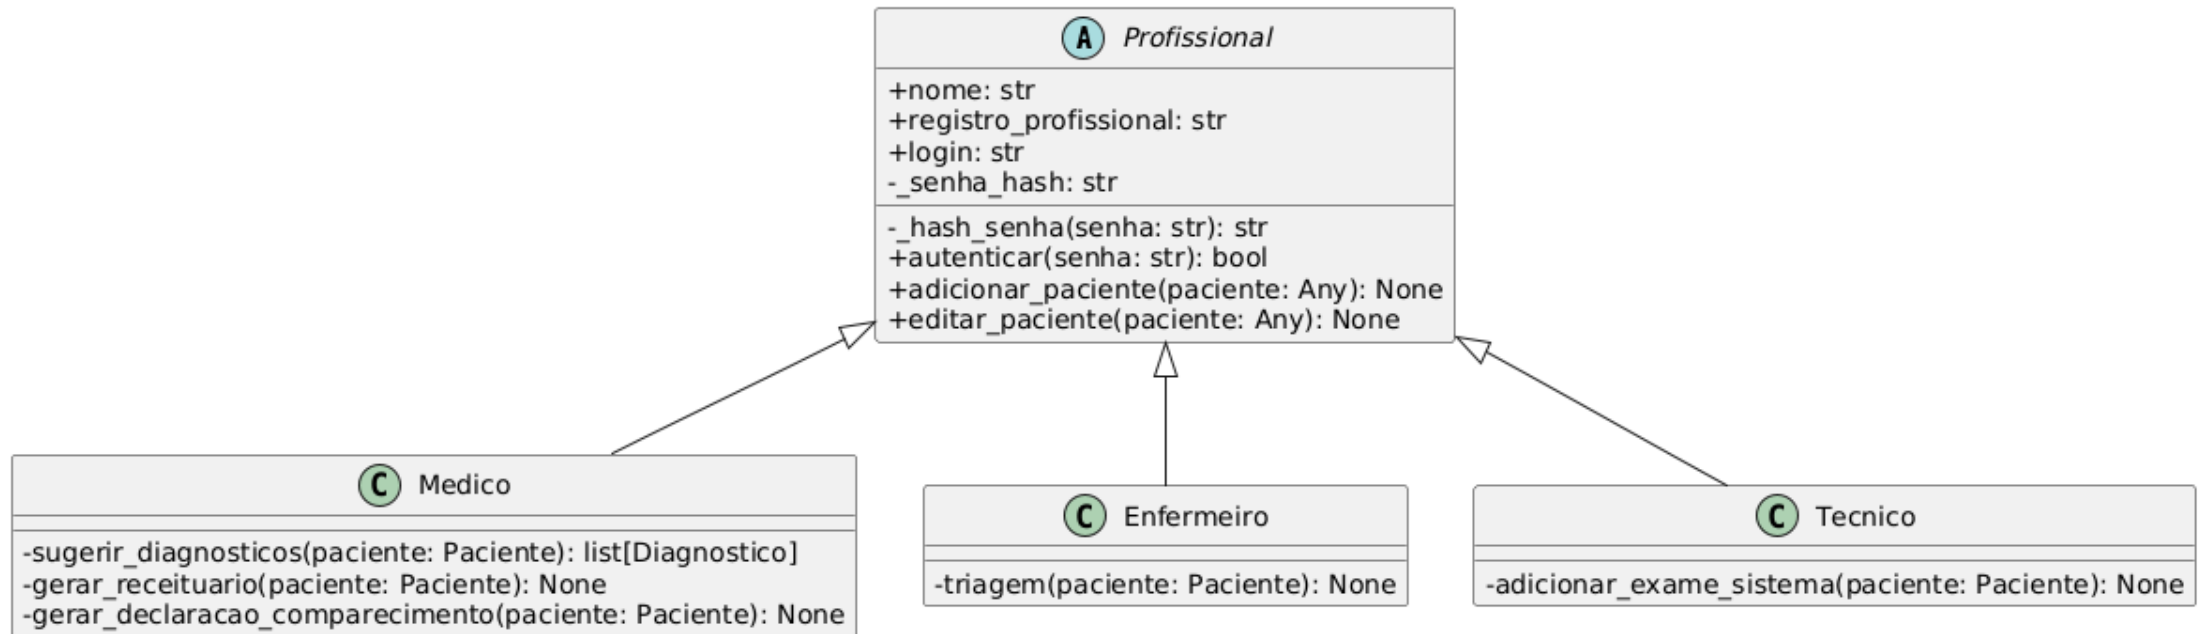 A Profissional
+nome: str
+registro_profissional: str
+login: str
-_senha_hash: str
-_hash_senha(senha: str): str
+autenticar(senha: str): bool
+adicionar_paciente(paciente: Any): None
+editar_paciente(paciente: Any): None
C Medico
-sugerir_diagnosticos(paciente: Paciente): list[Diagnostico]
-gerar_receituario(paciente: Paciente): None
-gerar_declaracao_comparecimento(paciente: Paciente): None
C Enfermeiro
-triagem(paciente: Paciente): None
C Tecnico
-adicionar_exame_sistema(paciente: Paciente): None